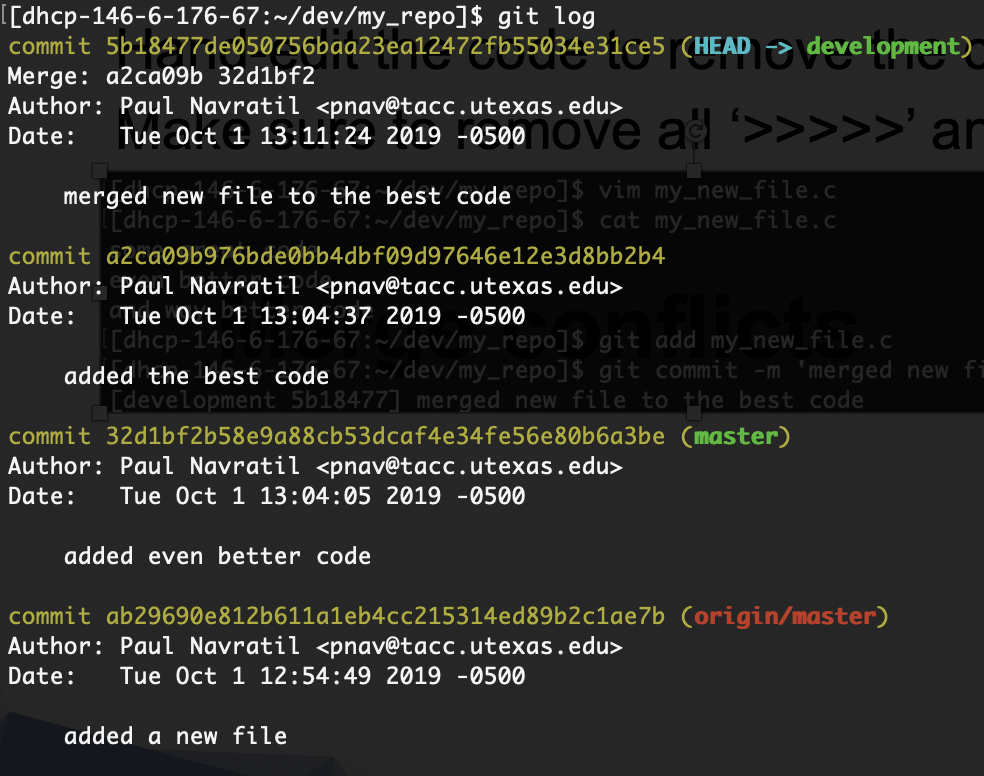 [dhcp-146-6-176-67:~/dev/my_repo]$ git log
commit 5b18477de050756baa23ea12472fb55034e31ce5 (HEAD -> development)
Merge: a2ca09b 32d1bf2
Author: Paul Navratil <pnav@tacc.utexas.edu>
Date:   Tue Oct 1 13:11:24 2019 -0500
    merged new file to the best code
commit a2ca09b976bde0bb4dbf09d97646e12e3d8bb2b4
Author: Paul Navratil <pnav@tacc.utexas.edu>
Date:   Tue Oct 1 13:04:37 2019 -0500
    added the best code
commit 32d1bf2b58e9a88cb53dcaf4e34fe56e80b6a3be (master)
Author: Paul Navratil <pnav@tacc.utexas.edu>
Date:   Tue Oct 1 13:04:05 2019 -0500
    added even better code
commit ab29690e812b611a1eb4cc215314ed89b2c1ae7b (origin/master)
Author: Paul Navratil <pnav@tacc.utexas.edu>
Date:   Tue Oct 1 12:54:49 2019 -0500
    added a new file
Hand-edit the code to remove the
Make sure to remove all ‘>>>>>’
[dhcp-146-6-176-67:~/dev/my_repo]$ vim my_new_file.c
[dhcp-146-6-176-67:~/dev/my_repo]$ cat my_new_file.c
even better code
Merge conflicts
[dhcp-146-6-176-67:~/dev/my_repo]$ git add my_new_file.c
[dhcp-146-6-176-67:~/dev/my_repo]$ git commit -m 'merged new
[development 5b18477] merged new file to the best code